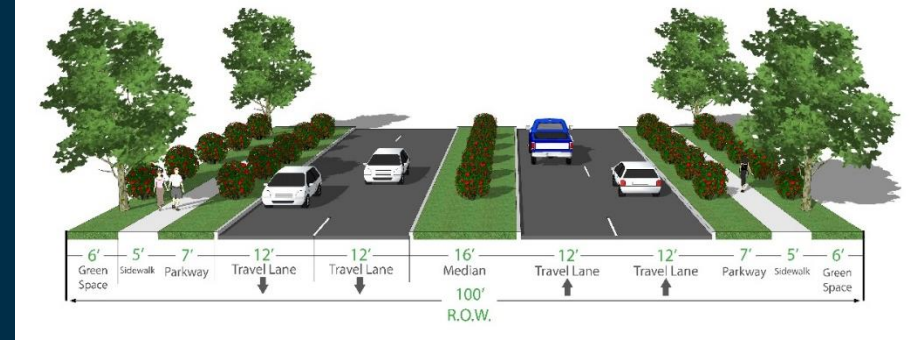 6’ 5’ 7’ 12’ 12’ 16’ 12’ 12’ 7’ 5’ 6’
Green Space Sidewalk Parkway Travel Lane Travel Lane Median Travel Lane Travel Lane Parkway Sidewalk Green Space
100’
R.O.W.